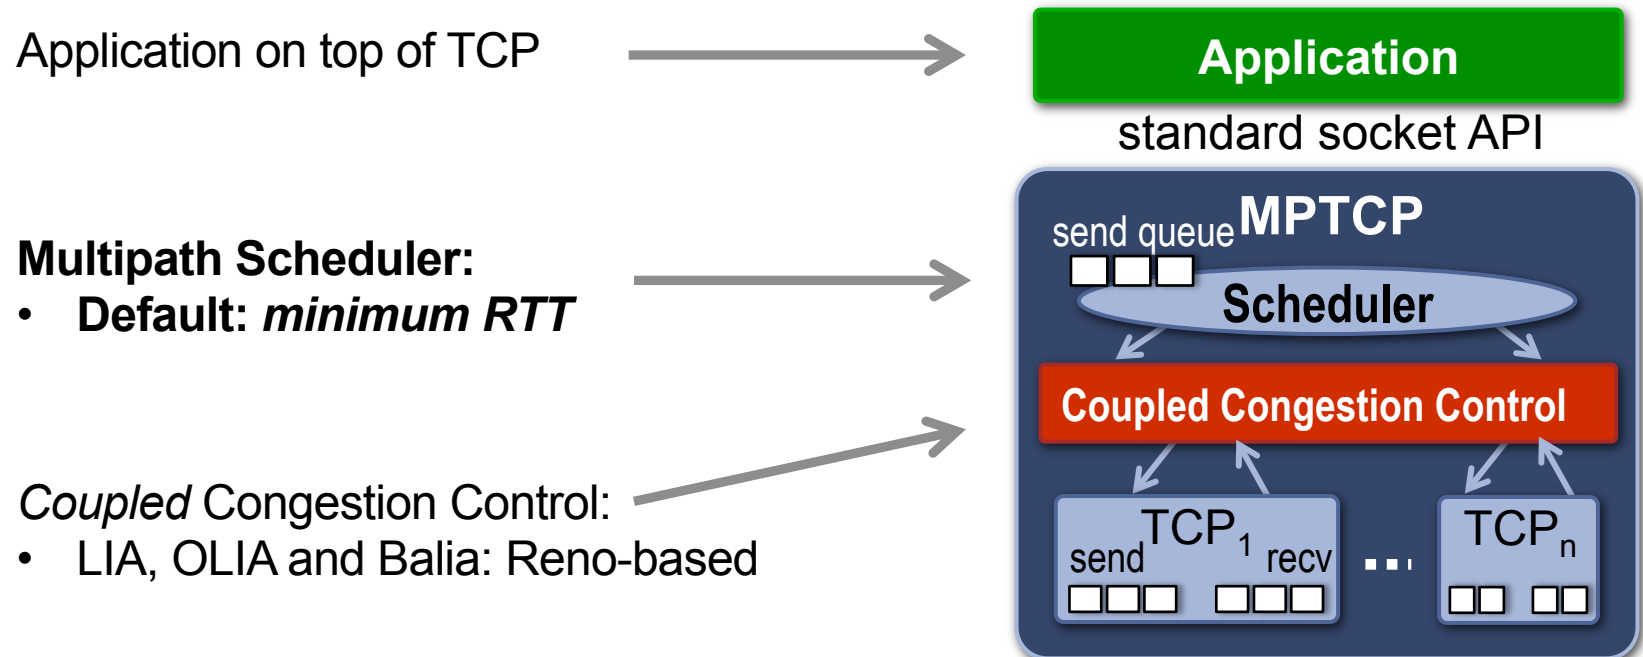 Application on top of TCP
Application
standard socket API
MPTCP
send queue
Multipath Scheduler:
• Default: minimum RTT
Scheduler
Coupled Congestion Control
Coupled Congestion Control:
• LIA, OLIA and Balia: Reno-based
TCP1
send
recv
...
TCPn